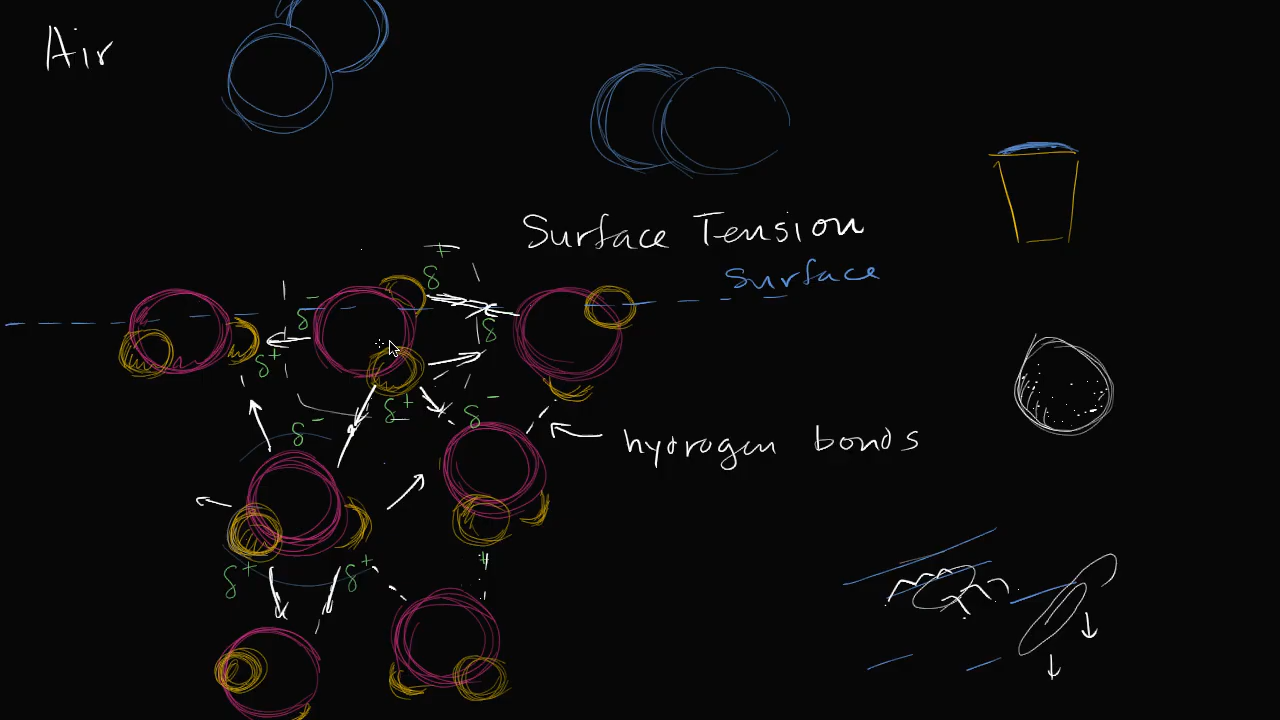 Air
Surface Tension
surface
δ+
δ-
δ
δ+
δ+
δ-
δ-
hydrogen bonds
δ+
δ+
+